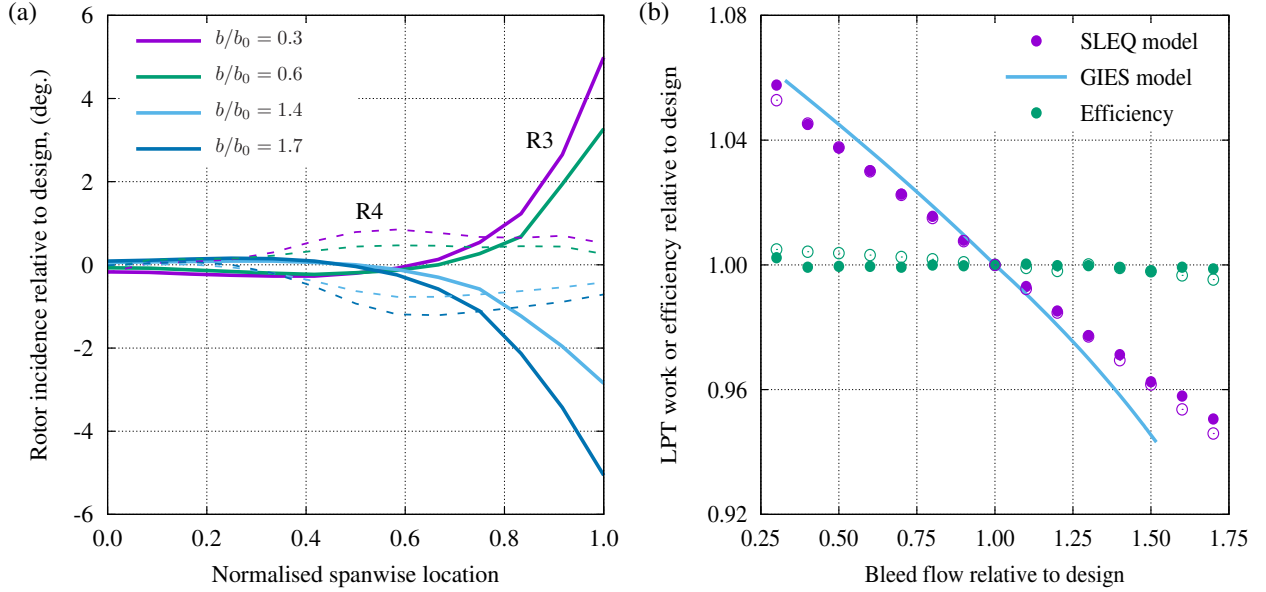 (a)
6
4
2
0
-2
-4
-6
0.0
0.2
0.4
0.6
0.8
1.0
Rotor incidence relative to design, (deg.)
Normalised spanwise location
b/b₀ = 0.3
b/b₀ = 0.6
b/b₀ = 1.4
b/b₀ = 1.7
R3
R4
(b)
1.08
1.04
1.00
0.96
0.92
0.25
0.50
0.75
1.00
1.25
1.50
1.75
LPT work or efficiency relative to design
Bleed flow relative to design
SLEQ model
GIES model
Efficiency